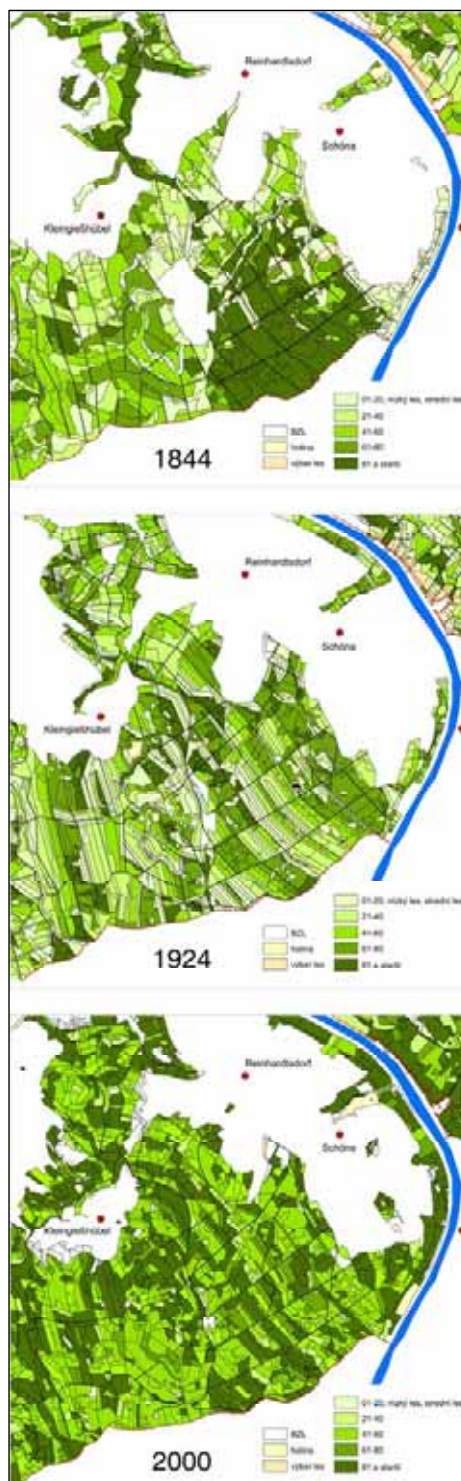 Reinhardtsdorf
Schöna
Kleingießhübel
01-20, nízký les, střední les
21-40
41-60
61-80
81 a starší
BZL
holina
výběr les
1844
Reinhardtsdorf
Schöna
Kleingießhübel
01-20, nízký les, střední les
21-40
41-60
61-80
81 a starší
BZL
holina
výběr les
1924
Reinhardtsdorf
Schöna
Kleingießhübel
01-20, nízký les, střední les
21-40
41-60
61-80
81 a starší
BZL
holina
výběr les
2000